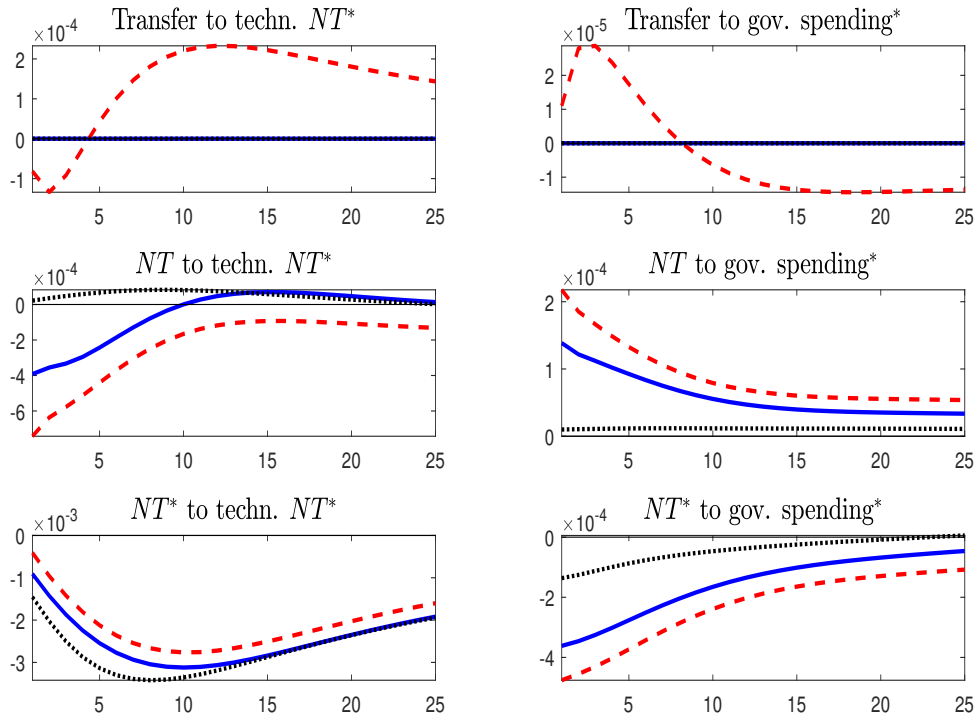 Transfer to techn. NT*
×10-4
2
1
0
-1
5 10 15 20 25
Transfer to gov. spending*
×10-5
2
1
0
-1
5 10 15 20 25
NT to techn. NT*
×10-4
0
-2
-4
-6
5 10 15 20 25
NT to gov. spending*
×10-4
2
1
0
5 10 15 20 25
NT* to techn. NT*
×10-3
0
-1
-2
-3
5 10 15 20 25
NT* to gov. spending*
×10-4
0
-2
-4
5 10 15 20 25